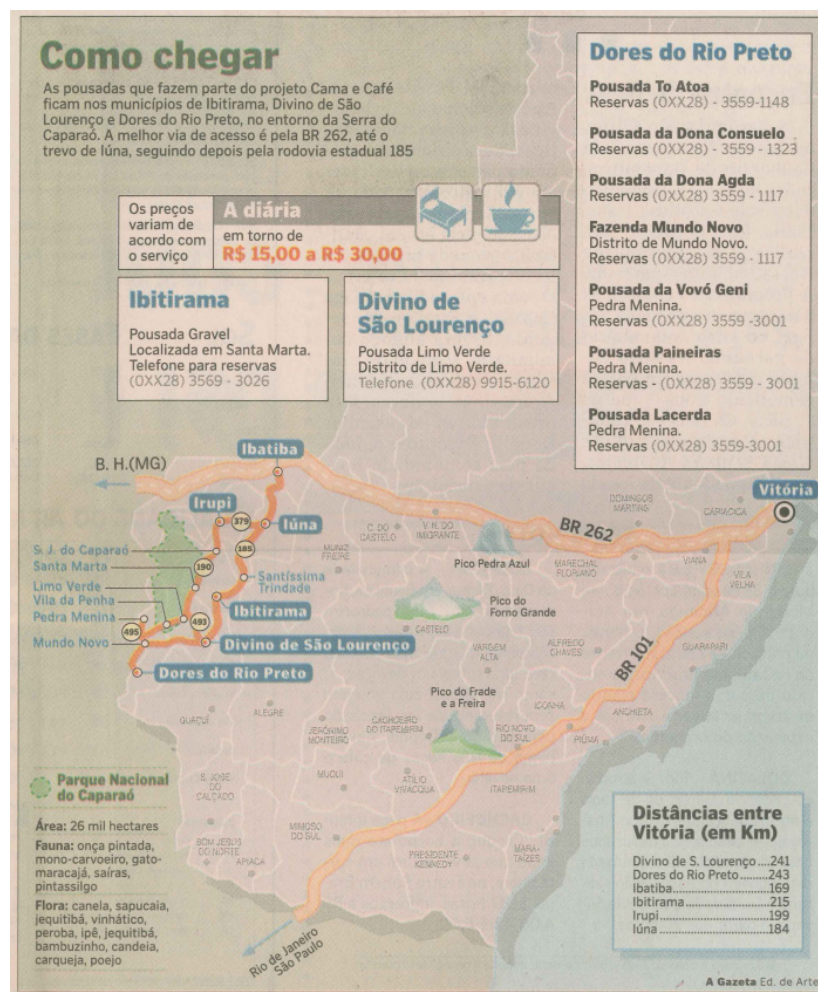 Como chegar
As pousadas que fazem parte do projeto Cama e Café
ficam nos municípios de Ibitirama, Divino de São
Lourenço e Dores do Rio Preto, no entorno da Serra do
Caparaó. A melhor via de acesso é pela BR 262, até o
trevo de Iúna, seguindo depois pela rodovia estadual 185
Os preços
variam de
acordo com
o serviço
A diária
em torno de
R$ 15,00 a R$ 30,00
Ibitirama
Pousada Gravel
Localizada em Santa Marta.
Telefone para reservas
(0XX28) 3569 - 3026
Divino de
São Lourenço
Pousada Limo Verde
Distrito de Limo Verde.
Telefone (0XX28) 9915-6120
Dores do Rio Preto
Pousada To Atoa
Reservas (0XX28) - 3559-1148
Pousada da Dona Consuelo
Reservas (0XX28) - 3559 - 1323
Pousada da Dona Agda
Reservas (0XX28) 3559 - 1117
Fazenda Mundo Novo
Distrito de Mundo Novo.
Reservas (0XX28) 3559 - 1117
Pousada da Vovó Geni
Pedra Menina.
Reservas (0XX28) 3559 -3001
Pousada Paineiras
Pedra Menina.
Reservas - (0XX28) 3559 - 3001
Pousada Lacerda
Pedra Menina.
Reservas (0XX28) 3559-3001
B. H.(MG)
Ibatiba
Irupi
379
Iúna
185
S. J. do Caparaó
Santa Marta
190
Santíssima
Trindade
Limo Verde
Vila da Penha
Ibitirama
Pedra Menina
493
495
Mundo Novo
Divino de São Lourenço
Dores do Rio Preto
Vitória
BR 262
BR 101
DOMINGOS
MARTINS
CARIACICA
C. DO
CASTELO
V. N. DO
IMIGRANTE
MUNIZ
FREIRE
Pico Pedra Azul
MARECHAL
FLORIANO
VIANA
VILA
VELHA
Pico do
Forno Grande
CASTELO
VARGEM
ALTA
ALFREDO
CHAVES
GUARAPARI
Pico do Frade
e a Freira
ICONHA
ANCHIETA
GUAÇUÍ
ALEGRE
JERÔNIMO
MONTEIRO
CACHOEIRO
DO ITAPEMIRIM
RIO NOVO
DO SUL
PIÚMA
S. JOSÉ
DO
CALÇADO
MUQUI
ATÍLIO
VIVACQUA
ITAPEMIRIM
BOM JESUS
DO NORTE
APIACÁ
MIMOSO
DO SUL
PRESIDENTE
KENNEDY
MARA-
TAÍZES
Rio de Janeiro
São Paulo
Parque Nacional
do Caparaó
Área: 26 mil hectares
Fauna: onça pintada,
mono-carvoeiro, gato-
maracajá, saíras,
pintassilgo
Flora: canela, sapucaia,
jequitibá, vinhático,
peroba, ipê, jequitibá,
bambuzinho, candeia,
carqueja, poejo
Distâncias entre
Vitória (em Km)
Divino de S. Lourenço....241
Dores do Rio Preto........243
Ibatiba........................169
Ibitirama.....................215
Irupi............................199
Iúna............................184
A Gazeta Ed. de Arte